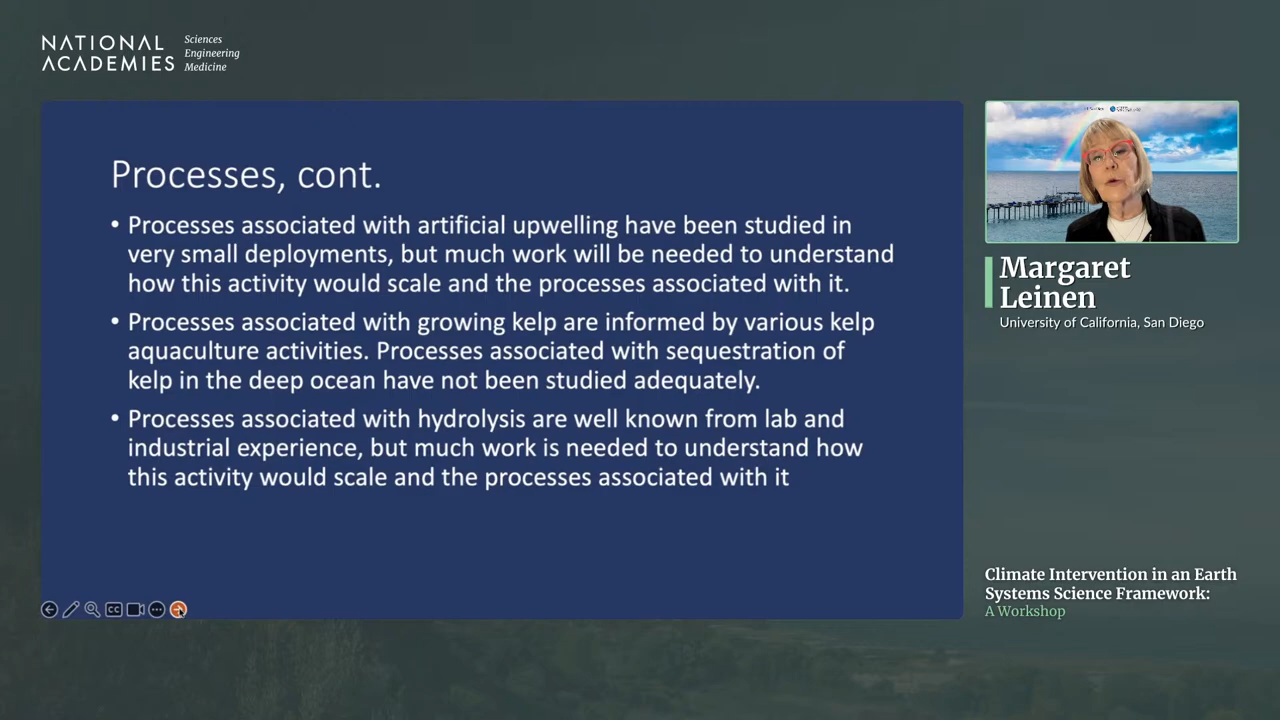 NATIONAL
ACADEMIES
Sciences
Engineering
Medicine
Processes, cont.
• Processes associated with artificial upwelling have been studied in
very small deployments, but much work will be needed to understand
how this activity would scale and the processes associated with it.
• Processes associated with growing kelp are informed by various kelp
aquaculture activities. Processes associated with sequestration of
kelp in the deep ocean have not been studied adequately.
• Processes associated with hydrolysis are well known from lab and
industrial experience, but much work is needed to understand how
this activity would scale and the processes associated with it
CC
Margaret
Leinen
University of California, San Diego
Climate Intervention in an Earth
Systems Science Framework:
A Workshop